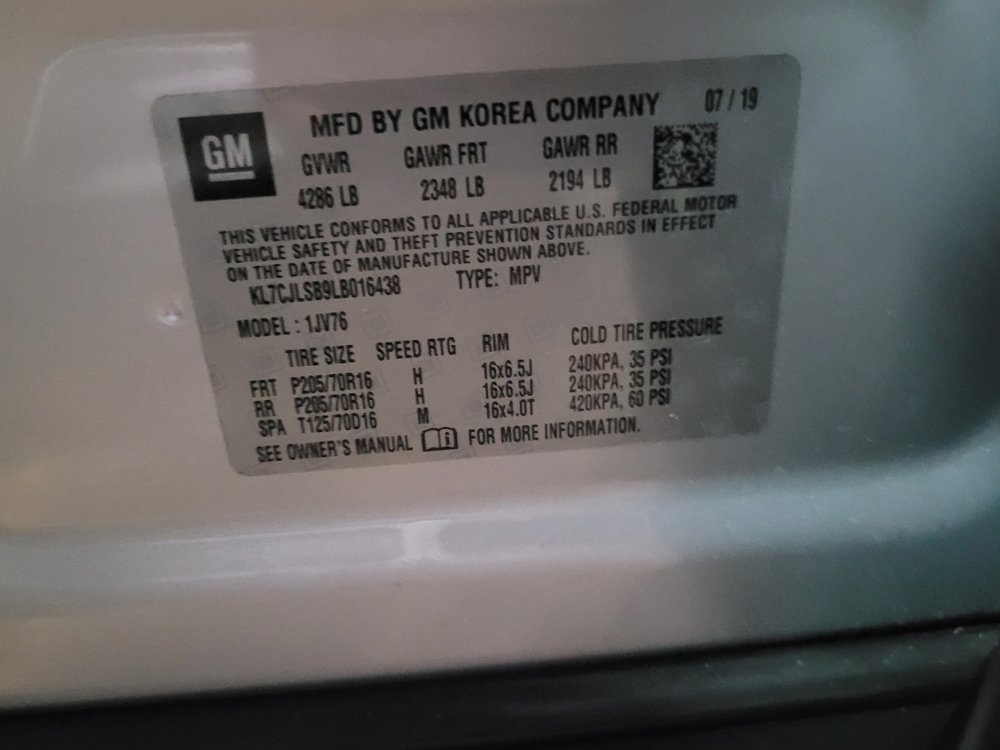 GM
MFD BY GM KOREA COMPANY 07 / 19
GVWR GAWR FRT GAWR RR
4286 LB 2348 LB 2194 LB
THIS VEHICLE CONFORMS TO ALL APPLICABLE U.S. FEDERAL MOTOR
VEHICLE SAFETY AND THEFT PREVENTION STANDARDS IN EFFECT
ON THE DATE OF MANUFACTURE SHOWN ABOVE.
KL7CJLSB9LB016438 TYPE: MPV
MODEL : 1JV76
TIRE SIZE SPEED RTG RIM COLD TIRE PRESSURE
FRT P205/70R16 H 16x6.5J 240KPA, 35 PSI
RR P205/70R16 H 16x6.5J 240KPA, 35 PSI
SPA T125/70D16 M 16x4.0T 420KPA, 60 PSI
SEE OWNER'S MANUAL FOR MORE INFORMATION.